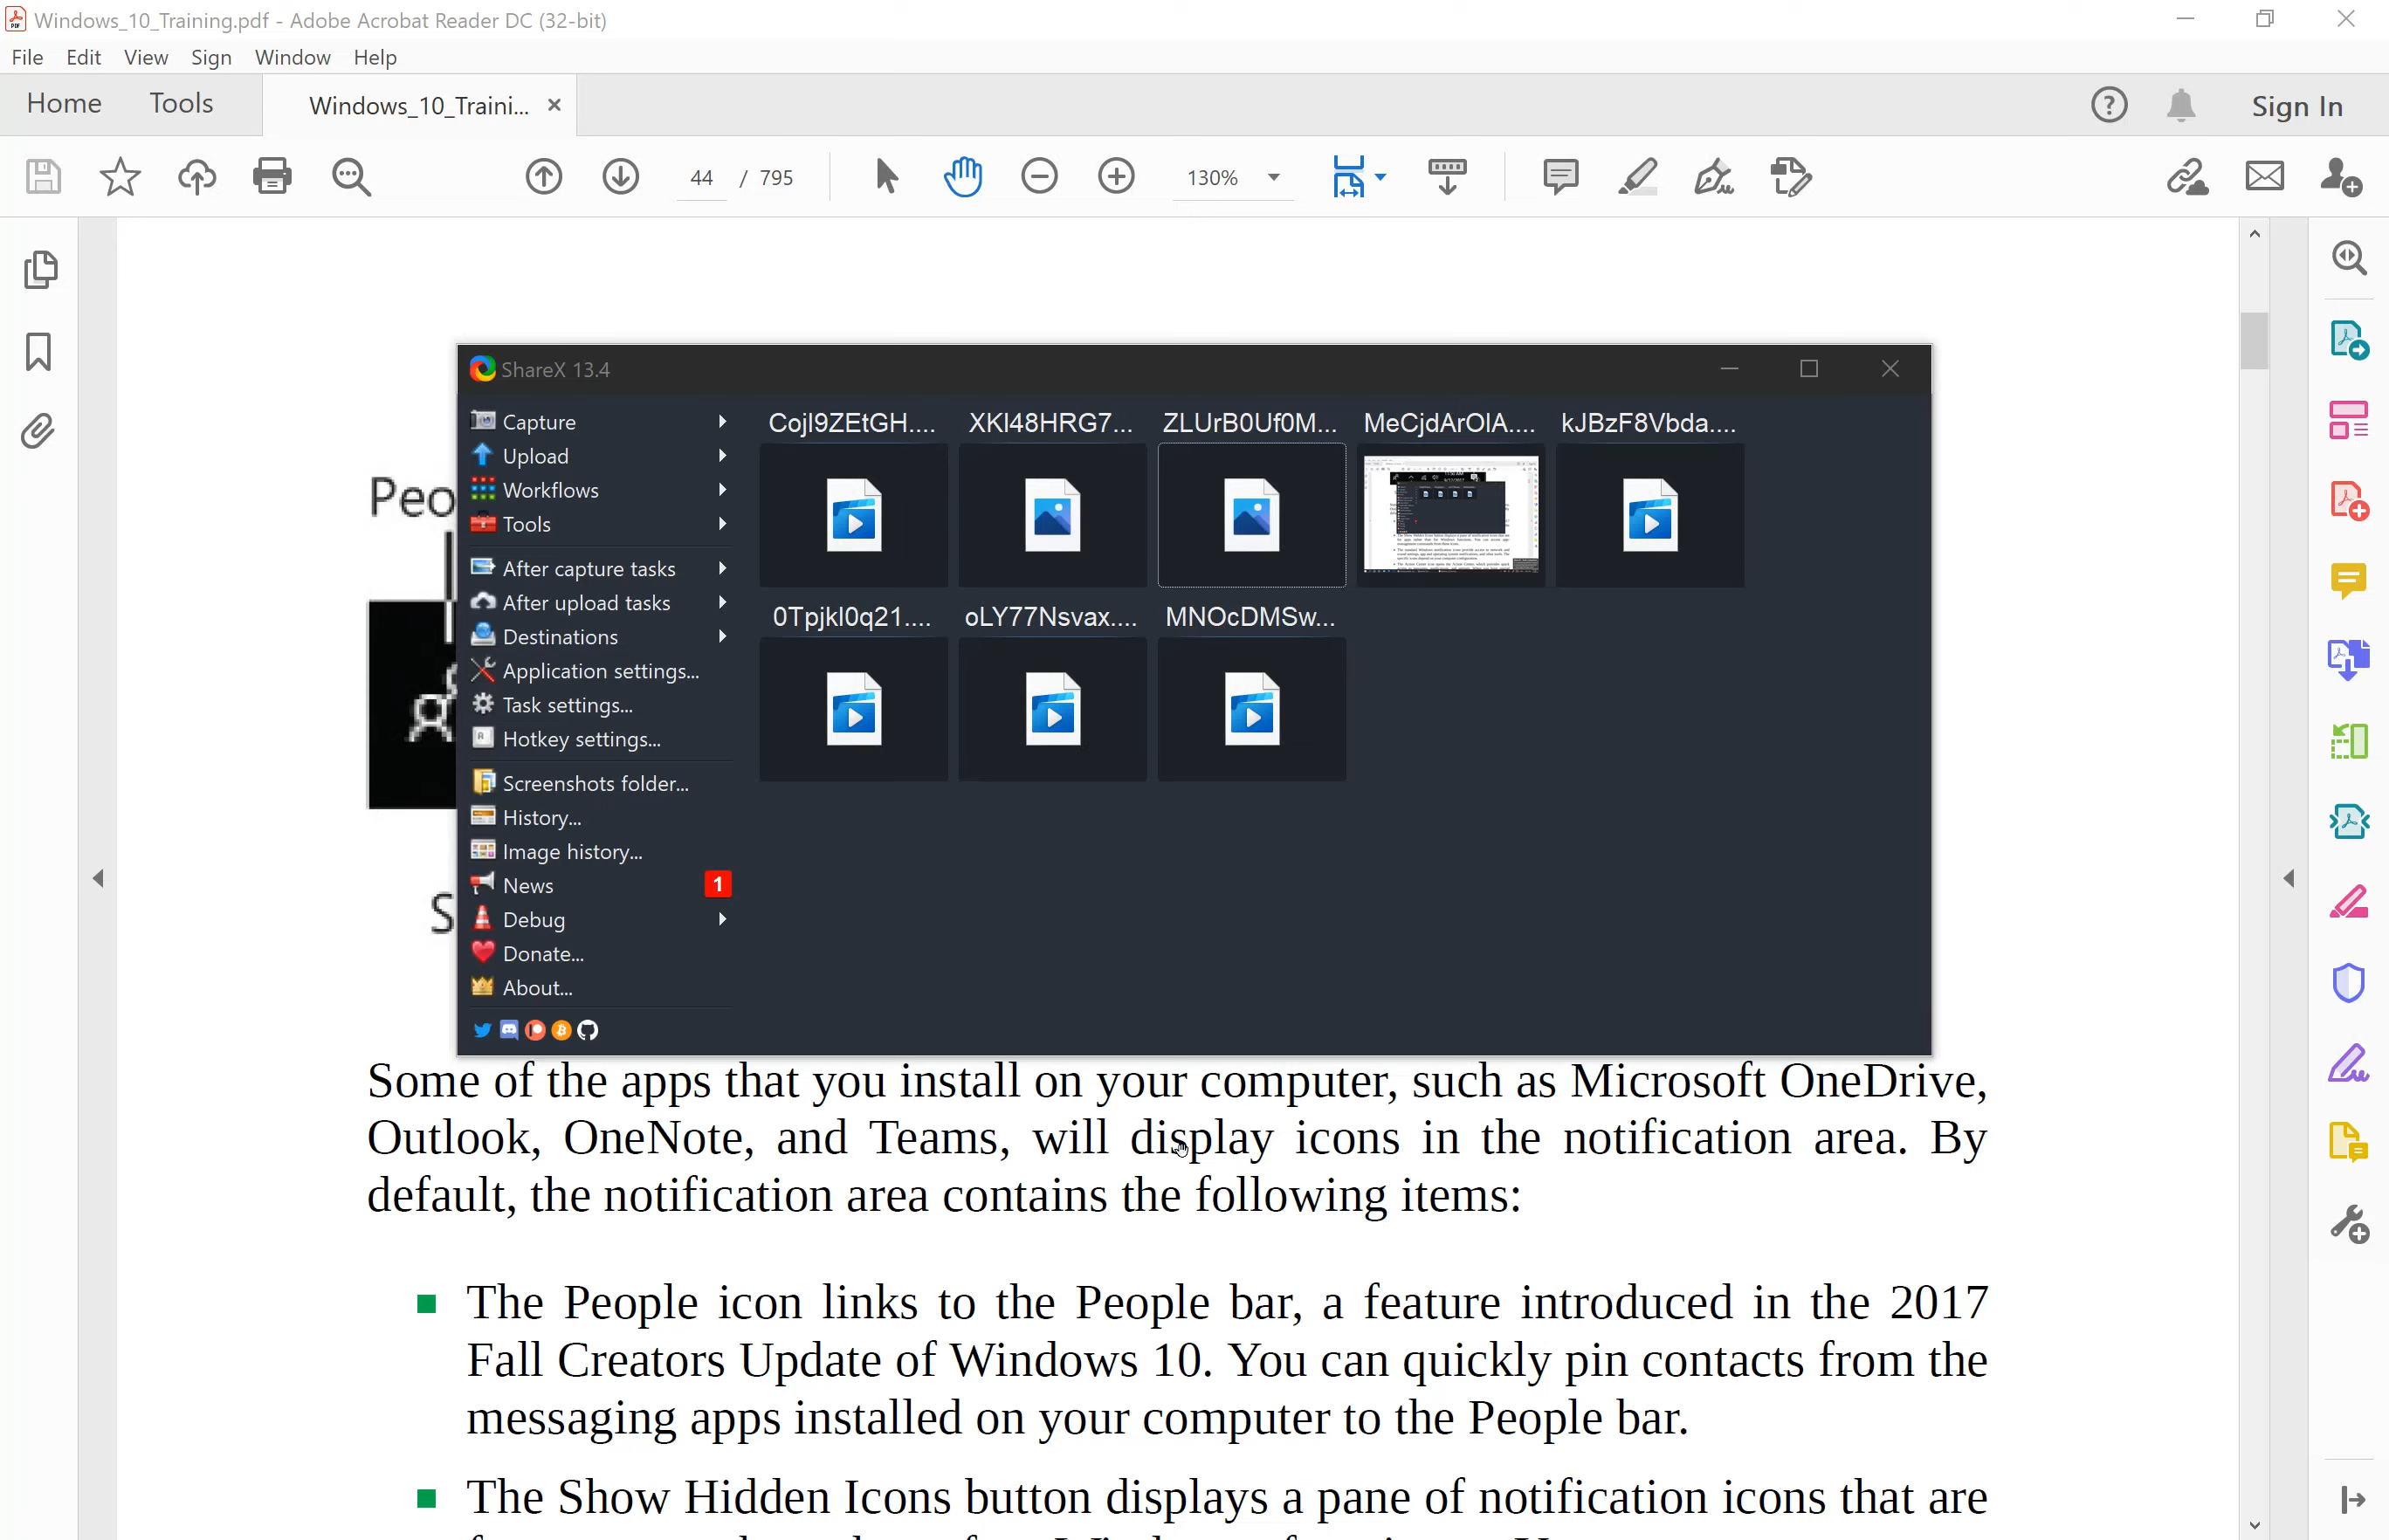 Windows_10_Training.pdf - Adobe Acrobat Reader DC (32-bit)
File Edit View Sign Window Help
Home Tools Windows_10_Traini... Sign In
44 / 795 130%
ShareX 13.4
Capture
Upload
Workflows
Tools
After capture tasks
After upload tasks
Destinations
Application settings...
Task settings...
Hotkey settings...
Screenshots folder...
History...
Image history...
News 1
Debug
Donate...
About...
CojI9ZEtGH.... XKI48HRG7... ZLUrB0Uf0M... MeCjdArOIA.... kJBzF8Vbda....
0TpjkI0q21.... oLY77Nsvax.... MNOcDMSw...
Peo
S
Some of the apps that you install on your computer, such as Microsoft OneDrive,
Outlook, OneNote, and Teams, will display icons in the notification area. By
default, the notification area contains the following items:
The People icon links to the People bar, a feature introduced in the 2017
Fall Creators Update of Windows 10. You can quickly pin contacts from the
messaging apps installed on your computer to the People bar.
The Show Hidden Icons button displays a pane of notification icons that are